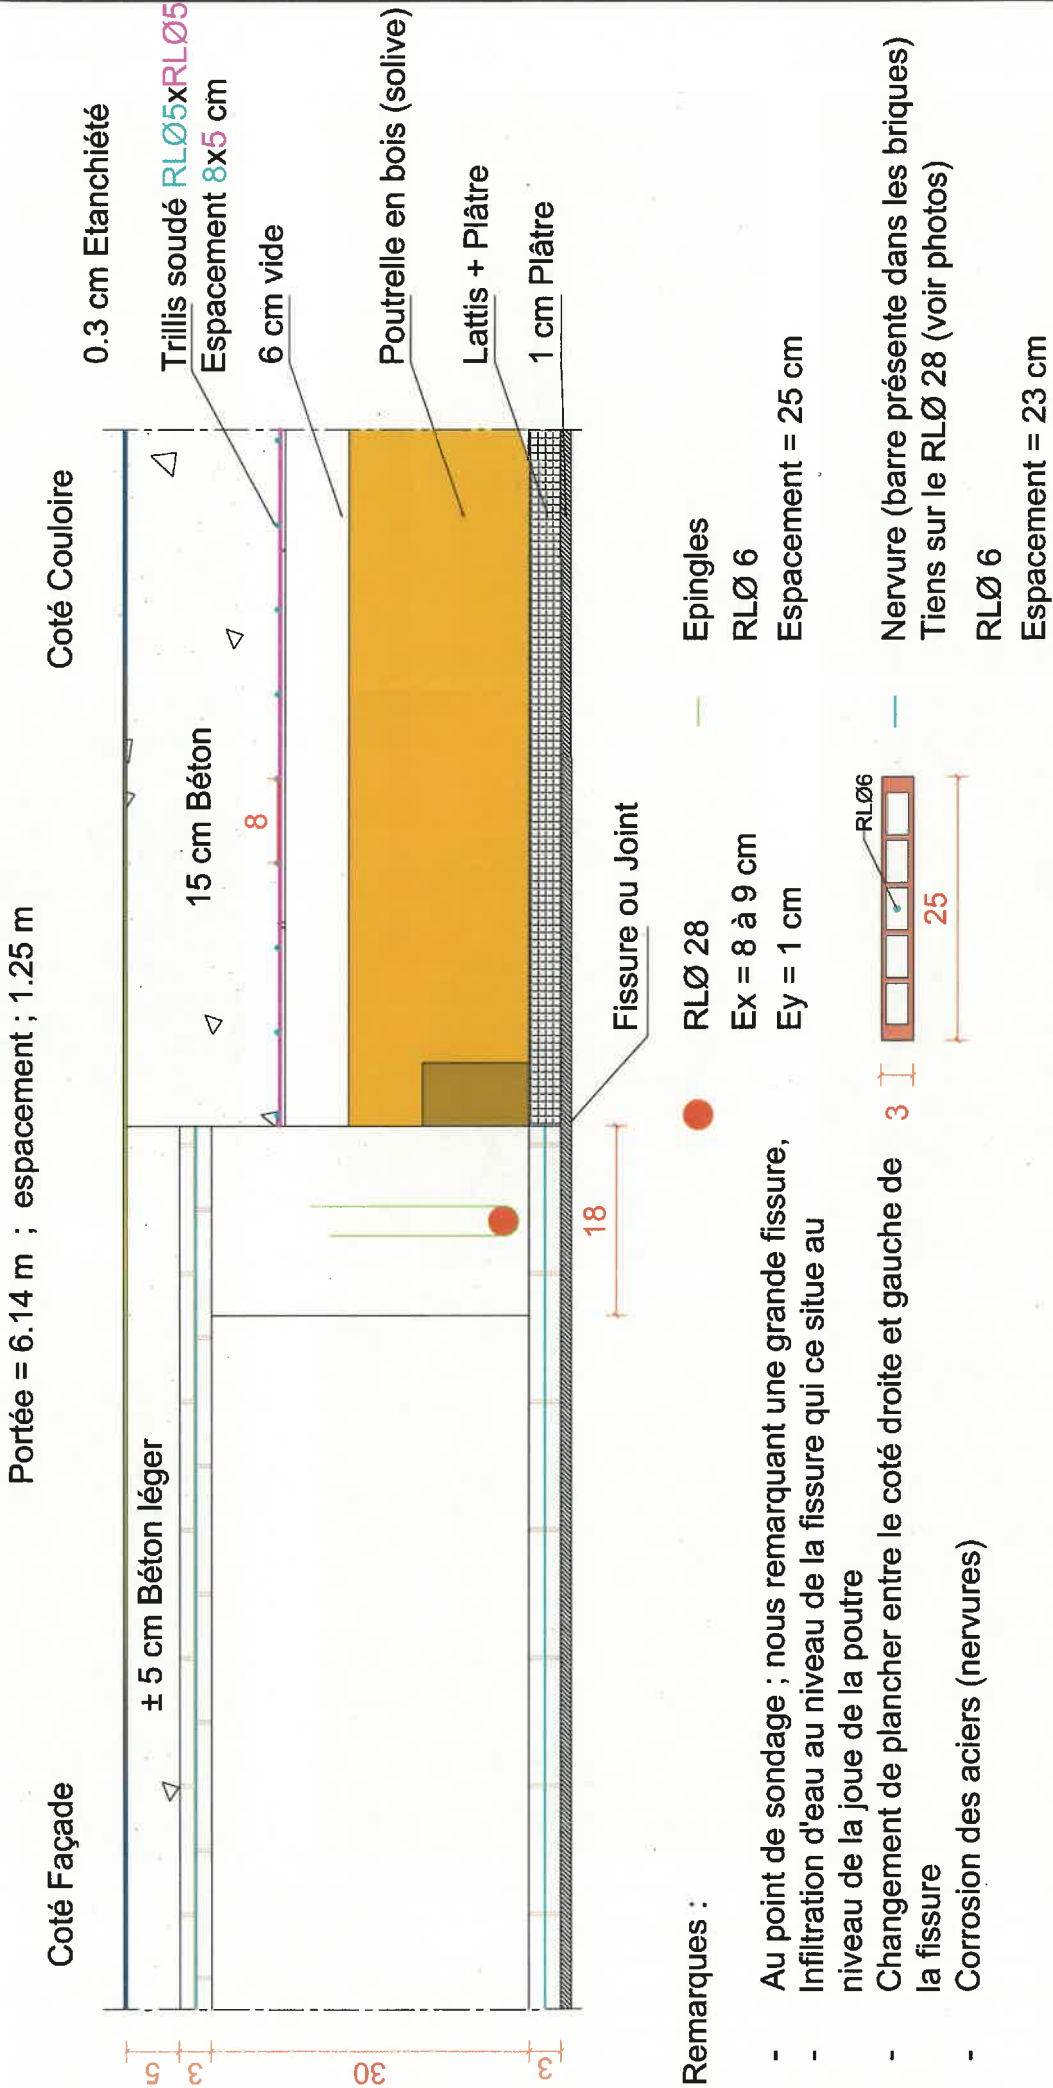 Portée = 6.14 m ; espacement ; 1.25 m
Coté Façade
Coté Couloire
0.3 cm Etanchiété
Trillis soudé RLØ5xRLØ5
Espacement 8x5 cm
6 cm vide
Poutrelle en bois (solive)
Lattis + Plâtre
1 cm Plâtre
± 5 cm Béton léger
15 cm Béton
8
5
3
30
3
18
Fissure ou Joint
RLØ 28
Ex = 8 à 9 cm
Ey = 1 cm
Epingles
RLØ 6
Espacement = 25 cm
RLØ6
3
25
Nervure (barre présente dans les briques)
Tiens sur le RLØ 28 (voir photos)
RLØ 6
Espacement = 23 cm
Remarques :
- Au point de sondage ; nous remarquant une grande fissure,
- Infiltration d'eau au niveau de la fissure qui ce situe au
niveau de la joue de la poutre
- Changement de plancher entre le coté droite et gauche de
la fissure
- Corrosion des aciers (nervures)